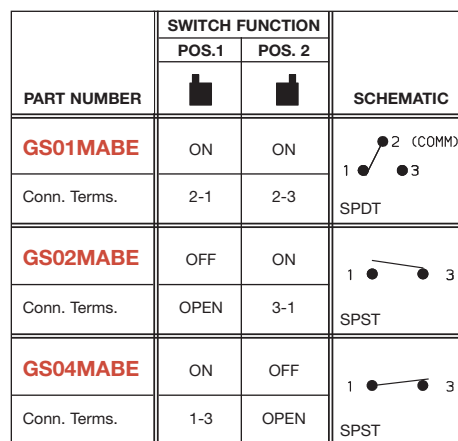 SWITCH FUNCTION
POS.1 POS. 2
PART NUMBER SCHEMATIC
GS01MABE ON ON
2 (COMM)
1 3
Conn. Terms. 2-1 2-3
SPDT
GS02MABE OFF ON
1 3
Conn. Terms. OPEN 3-1
SPST
GS04MABE ON OFF
1 3
Conn. Terms. 1-3 OPEN
SPST